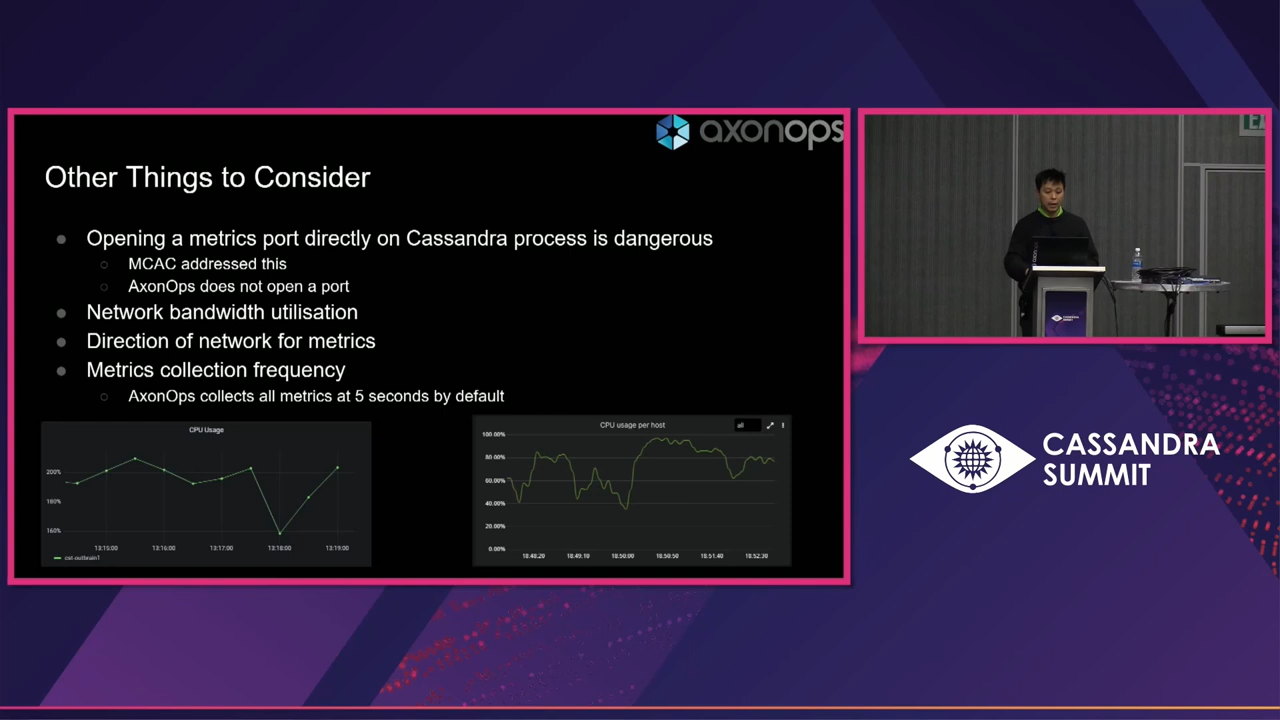 axonops
Other Things to Consider
Opening a metrics port directly on Cassandra process is dangerous
MCAC addressed this
AxonOps does not open a port
Network bandwidth utilisation
Direction of network for metrics
Metrics collection frequency
AxonOps collects all metrics at 5 seconds by default
CPU Usage
200%
180%
160%
13:15:00 13:16:00 13:17:00 13:18:00 13:19:00
cst-outbrain1
CPU usage per host
all
100.00%
80.00%
60.00%
40.00%
20.00%
0.00%
18:48:20 18:49:10 18:50:00 18:50:50 18:51:40 18:52:30
CASSANDRA
SUMMIT